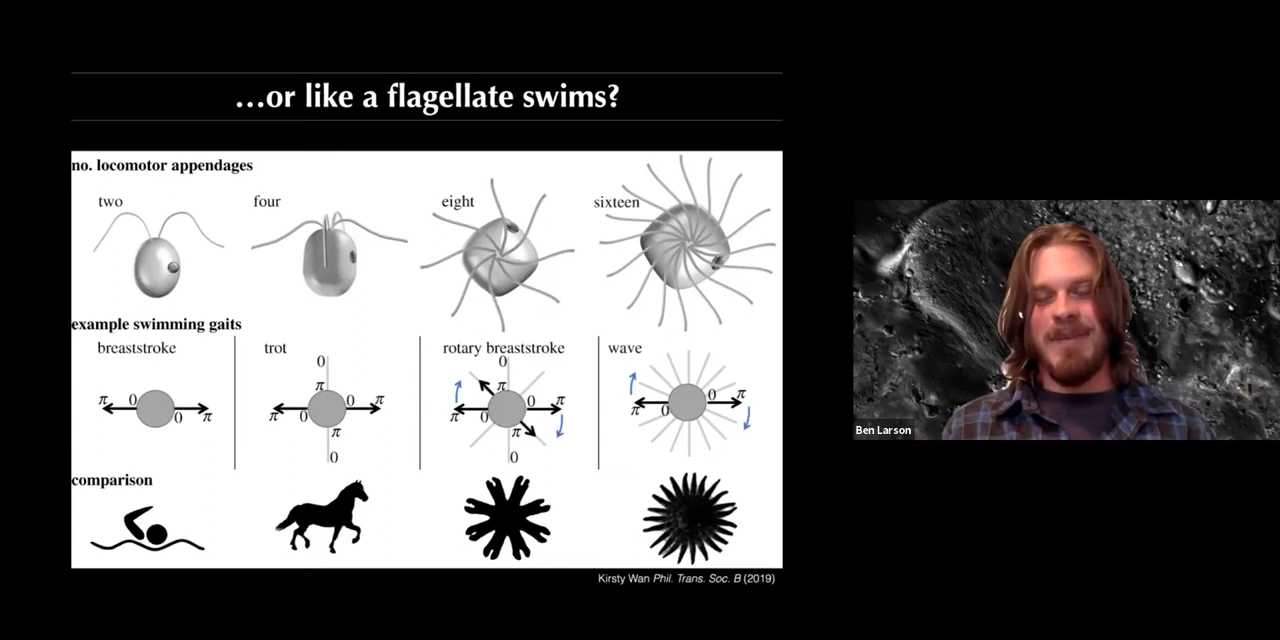 …or like a flagellate swims?
no. locomotor appendages
two
four
eight
sixteen
example swimming gaits
breaststroke
trot
rotary breaststroke
wave
π 0
π 0 π
0
π
0 π
π 0
π
0
0
π
0 π
π 0
π
0
0 π
π
comparison
Kirsty Wan Phil. Trans. Soc. B (2019)
Ben Larson